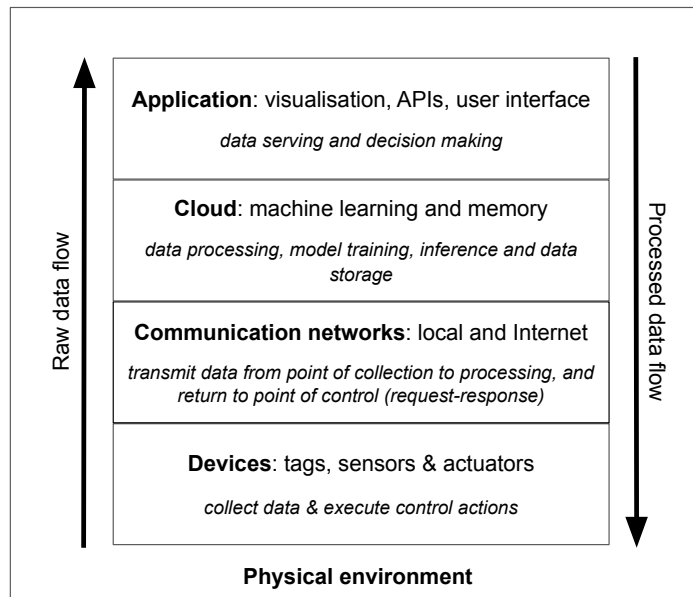 Raw data flow
Application: visualisation, APIs, user interface
data serving and decision making
Cloud: machine learning and memory
data processing, model training, inference and data
storage
Communication networks: local and Internet
transmit data from point of collection to processing, and
return to point of control (request-response)
Devices: tags, sensors & actuators
collect data & execute control actions
Processed data flow
Physical environment